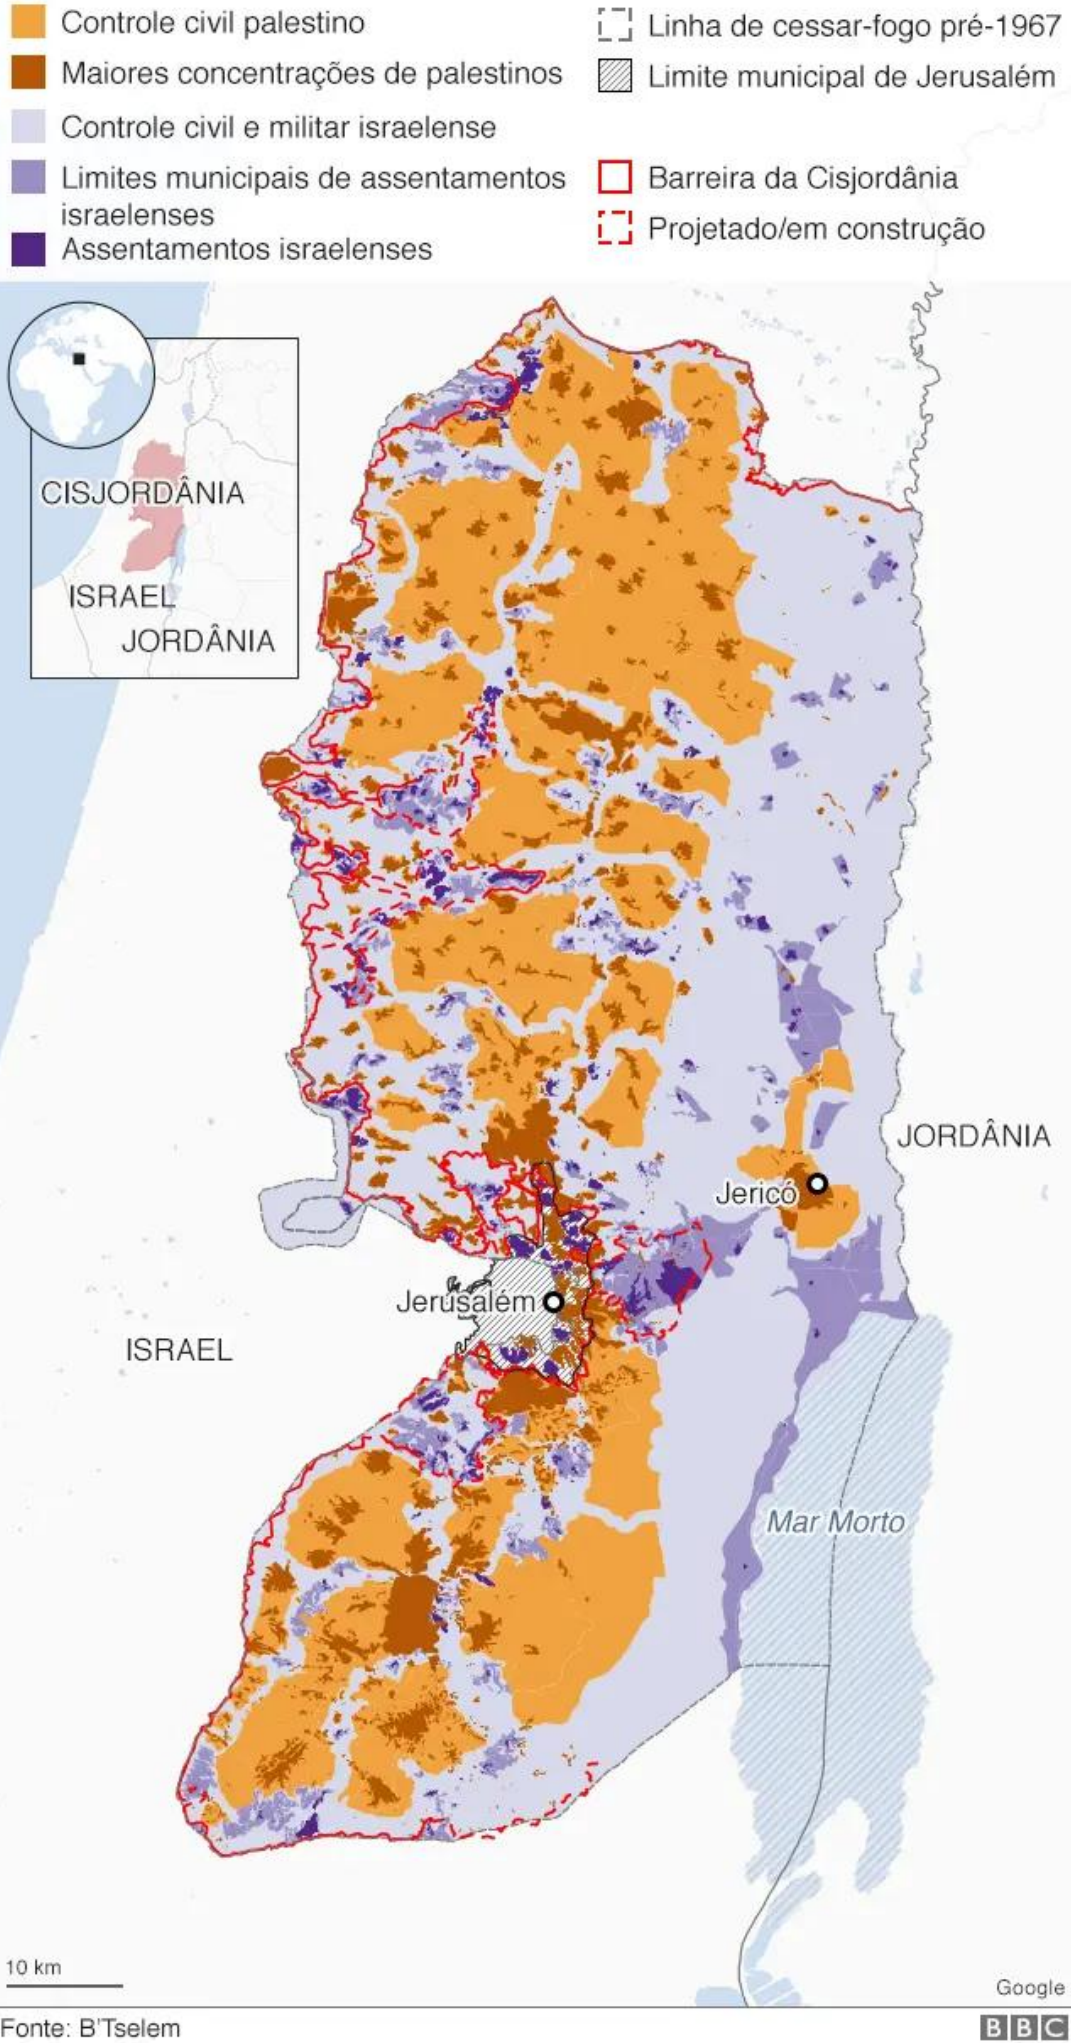 Controle civil palestino
Maiores concentrações de palestinos
Controle civil e militar israelense
Limites municipais de assentamentos
israelenses
Assentamentos israelenses
Linha de cessar-fogo pré-1967
Limite municipal de Jerusalém
Barreira da Cisjordânia
Projetado/em construção
CISJORDÂNIA
ISRAEL
JORDÂNIA
JORDÂNIA
Jericó
Jerusalém
ISRAEL
Mar Morto
10 km
Google
Fonte: B'Tselem
BBC